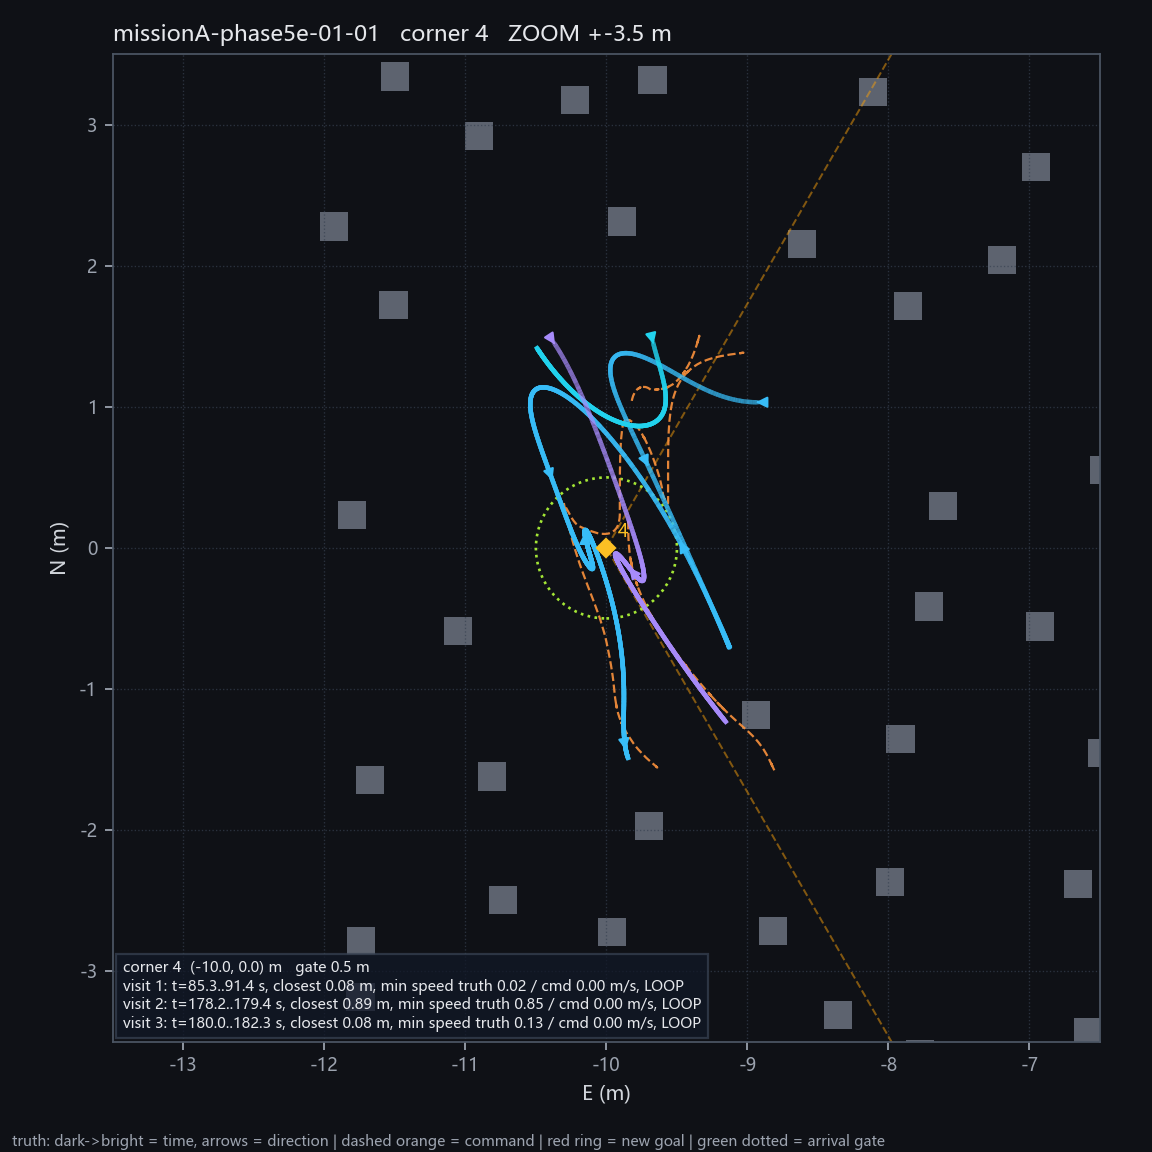 missionA-phase5e-01-01   corner 4   ZOOM +-3.5 m
3
2
1
0
-1
-2
-3
N (m)
4
corner 4  (-10.0, 0.0) m   gate 0.5 m
visit 1: t=85.3..91.4 s, closest 0.08 m, min speed truth 0.02 / cmd 0.00 m/s, LOOP
visit 2: t=178.2..179.4 s, closest 0.89 m, min speed truth 0.85 / cmd 0.00 m/s, LOOP
visit 3: t=180.0..182.3 s, closest 0.08 m, min speed truth 0.13 / cmd 0.00 m/s, LOOP
-13 -12 -11 -10 -9 -8 -7
E (m)
truth: dark->bright = time, arrows = direction | dashed orange = command | red ring = new goal | green dotted = arrival gate